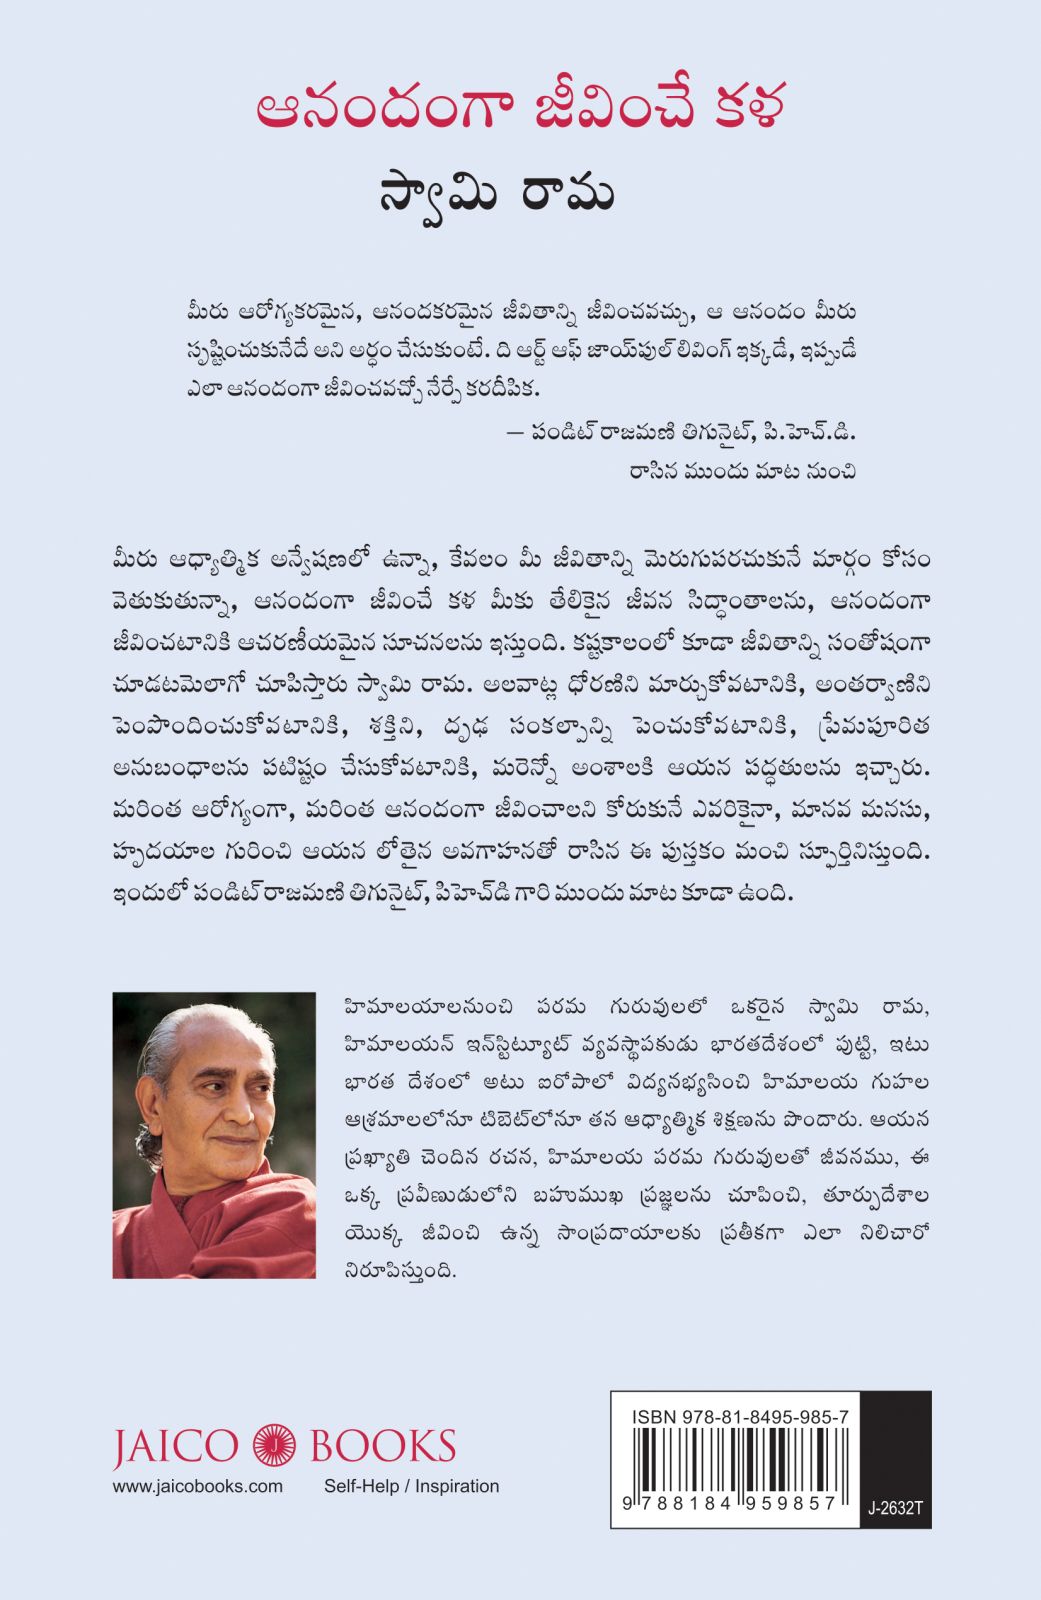 ఆనందంగా జీవించే కళ
స్వామి రామ
మీరు ఆరోగ్యకరమైన, ఆనందకరమైన జీవితాన్ని జీవించవచ్చు, ఆ ఆనందం మీరు
సృష్టించుకునేదే అని అర్థం చేసుకుంటే. ది ఆర్ట్ ఆఫ్ జాయ్‌ఫుల్ లివింగ్ ఇక్కడే, ఇప్పుడే
ఎలా ఆనందంగా జీవించవచ్చో నేర్పే కరదీపిక.
– పండిట్ రాజమణి తిగునైట్, పి.హెచ్.డి.
రాసిన ముందు మాట నుంచి
మీరు ఆధ్యాత్మిక అన్వేషణలో ఉన్నా, కేవలం మీ జీవితాన్ని మెరుగుపరచుకునే మార్గం కోసం
వెతుకుతున్నా, ఆనందంగా జీవించే కళ మీకు తేలికైన జీవన సిద్ధాంతాలను, ఆనందంగా
జీవించటానికి ఆచరణీయమైన సూచనలను ఇస్తుంది. కష్టకాలంలో కూడా జీవితాన్ని సంతోషంగా
చూడటమెలాగో చూపిస్తారు స్వామి రామ. అలవాట్ల ధోరణిని మార్చుకోవటానికి, అంతర్వాణిని
పెంపొందించుకోవటానికి, శక్తిని, దృఢ సంకల్పాన్ని పెంచుకోవటానికి, ప్రేమపూరిత
అనుబంధాలను పటిష్టం చేసుకోవటానికి, మరెన్నో అంశాలకి ఆయన పద్ధతులను ఇచ్చారు.
మరింత ఆరోగ్యంగా, మరింత ఆనందంగా జీవించాలని కోరుకునే ఎవరికైనా, మానవ మనసు,
హృదయాల గురించి ఆయన లోతైన అవగాహనతో రాసిన ఈ పుస్తకం మంచి స్ఫూర్తినిస్తుంది.
ఇందులో పండిట్ రాజమణి తిగునైట్, పిహెచ్‌డి గారి ముందు మాట కూడా ఉంది.
హిమాలయాలనుంచి పరమ గురువులలో ఒకరైన స్వామి రామ,
హిమాలయన్ ఇన్‌స్టిట్యూట్ వ్యవస్థాపకుడు భారతదేశంలో పుట్టి, ఇటు
భారత దేశంలో అటు ఐరోపాలో విద్యనభ్యసించి హిమాలయ గుహల
ఆశ్రమాలలోనూ టిబెట్‌లోనూ తన ఆధ్యాత్మిక శిక్షణను పొందారు. ఆయన
ప్రఖ్యాతి చెందిన రచన, హిమాలయ పరమ గురువులతో జీవనము, ఈ
ఒక్క ప్రవీణుడులోని బహుముఖ ప్రజ్ఞలను చూపించి, తూర్పుదేశాల
యొక్క జీవించి ఉన్న సాంప్రదాయాలకు ప్రతీకగా ఎలా నిలిచారో
నిరూపిస్తుంది.
JAICO J BOOKS
www.jaicobooks.com Self-Help / Inspiration
ISBN 978-81-8495-985-7
9 788184 959857
J-2632T